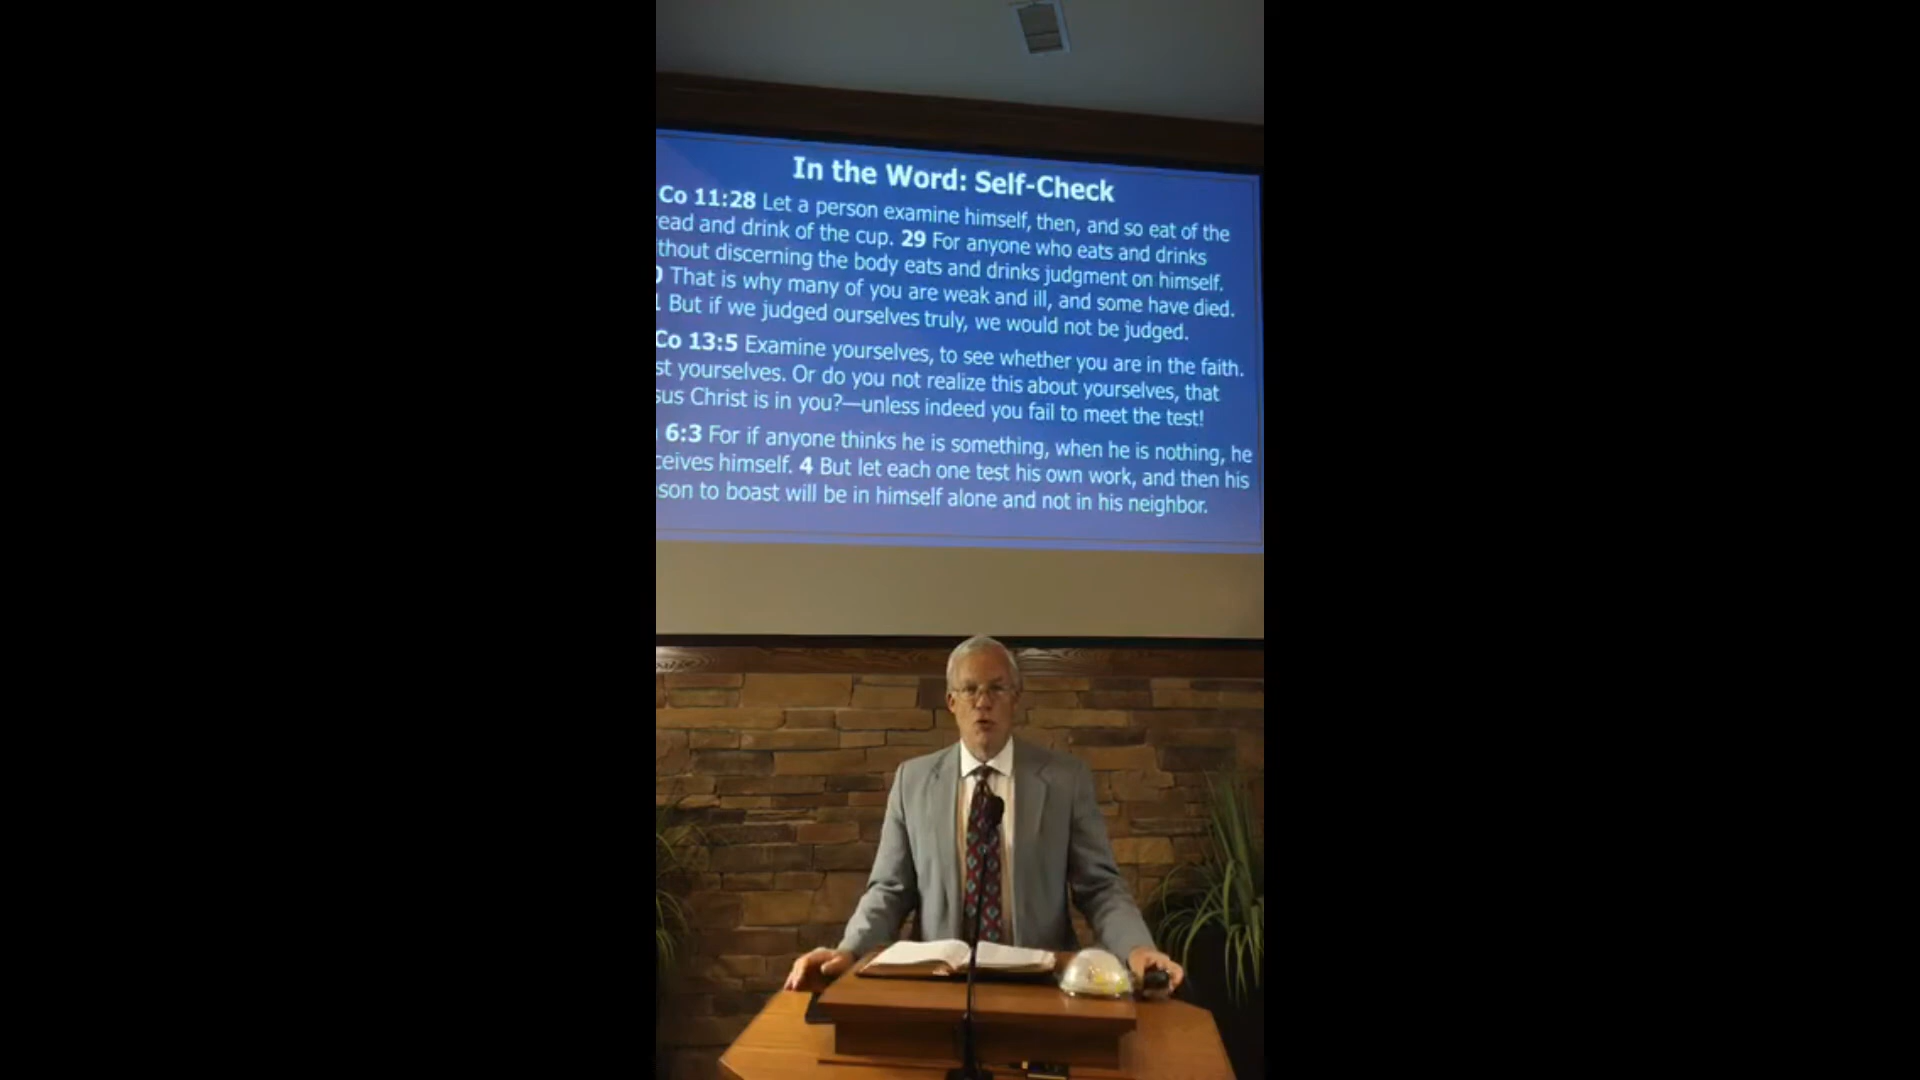 In the Word: Self-Check
Co 11:28 Let a person examine himself, then, and so eat of the
ead and drink of the cup. 29 For anyone who eats and drinks
thout discerning the body eats and drinks judgment on himself.
That is why many of you are weak and ill, and some have died.
But if we judged ourselves truly, we would not be judged.
Co 13:5 Examine yourselves, to see whether you are in the faith.
st yourselves. Or do you not realize this about yourselves, that
sus Christ is in you?—unless indeed you fail to meet the test!
6:3 For if anyone thinks he is something, when he is nothing, he
ceives himself. 4 But let each one test his own work, and then his
son to boast will be in himself alone and not in his neighbor.